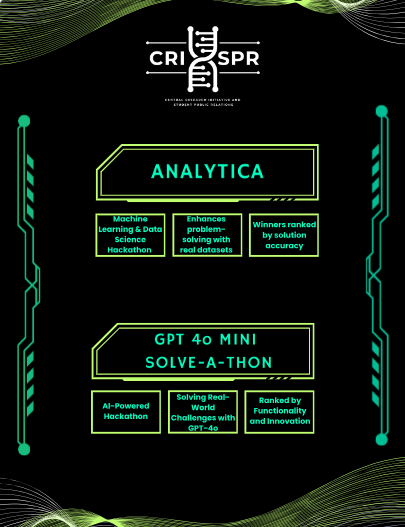 CRI SPR
CENTRAL RESEARCH INITIATIVE AND
STUDENT PUBLIC RELATIONS
ANALYTICA
Machine
Learning & Data
Science
Hackathon
Enhances
problem-
solving with
real datasets
Winners ranked
by solution
accuracy
GPT 4o MINI
SOLVE-A-THON
AI-Powered
Hackathon
Solving Real-
World
Challenges with
GPT-4o
Ranked by
Functionality
and Innovation